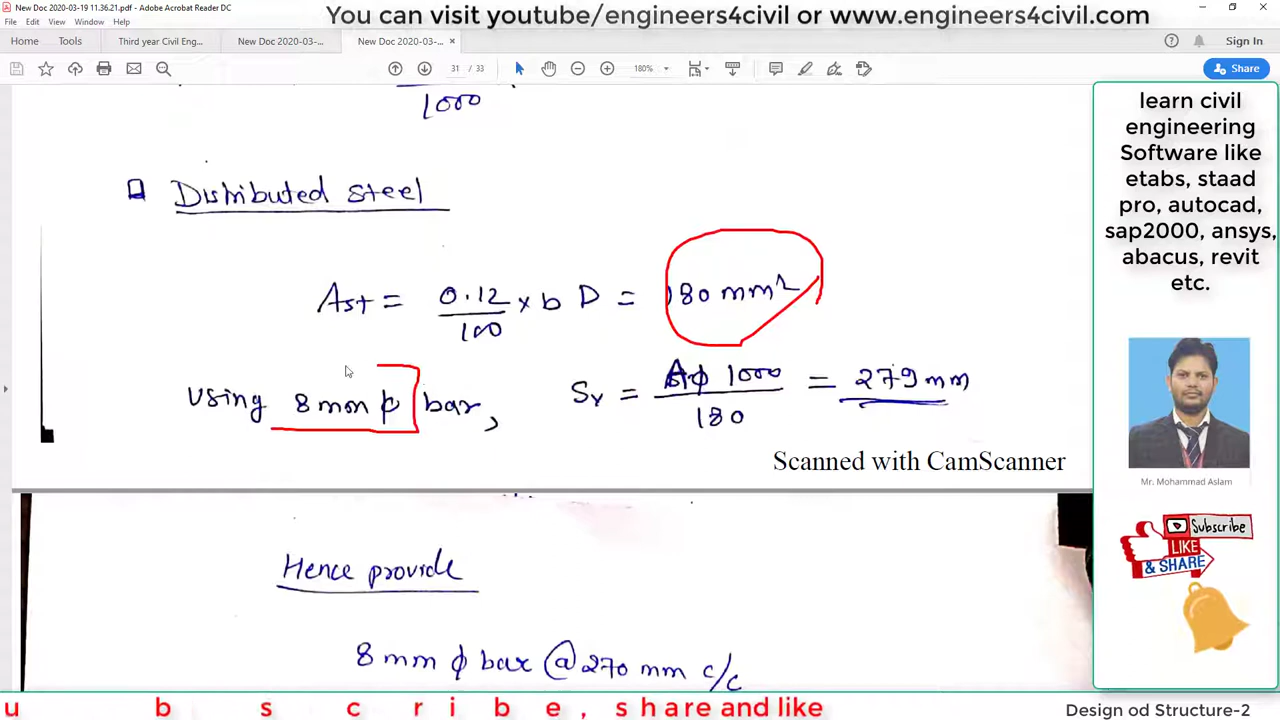 New Doc 2020-03-19 11.36.21.pdf - Adobe Acrobat Reader DC
You can visit youtube/engineers4civil or www.engineers4civil.com
File Edit View Window Help
Home Tools Third year Civil Eng... New Doc 2020-03-... New Doc 2020-03-... ×
Sign In
31 / 33
180%
Share
1000
Distributed steel
Ast = 0.12/100 × b D = 180 mm²
using 8mm ϕ bar, Sv = Aϕ 1000/180 = 279 mm
Scanned with CamScanner
Hence provide
8 mm ϕ bar @ 270 mm c/c
learn civil
engineering
Software like
etabs, staad
pro, autocad,
sap2000, ansys,
abacus, revit
etc.
Mr. Mohammad Aslam
Subscribe
LIKE
& SHARE
u b s c r i b e , s h a r e and like
Design od Structure-2